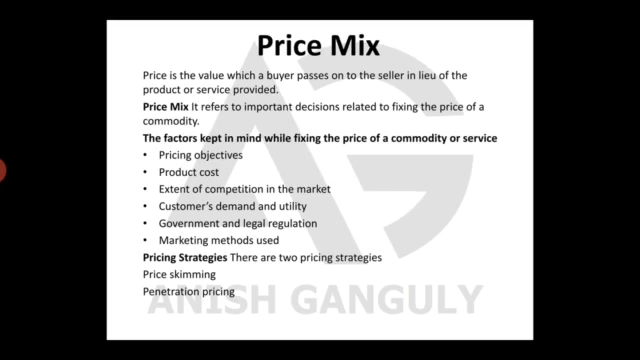 Price Mix
Price is the value which a buyer passes on to the seller in lieu of the
product or service provided.
Price Mix It refers to important decisions related to fixing the price of a
commodity.
The factors kept in mind while fixing the price of a commodity or service
• Pricing objectives
• Product cost
• Extent of competition in the market
• Customer's demand and utility
• Government and legal regulation
• Marketing methods used
Pricing Strategies There are two pricing strategies
Price skimming
Penetration pricing
ANISH GANGULY